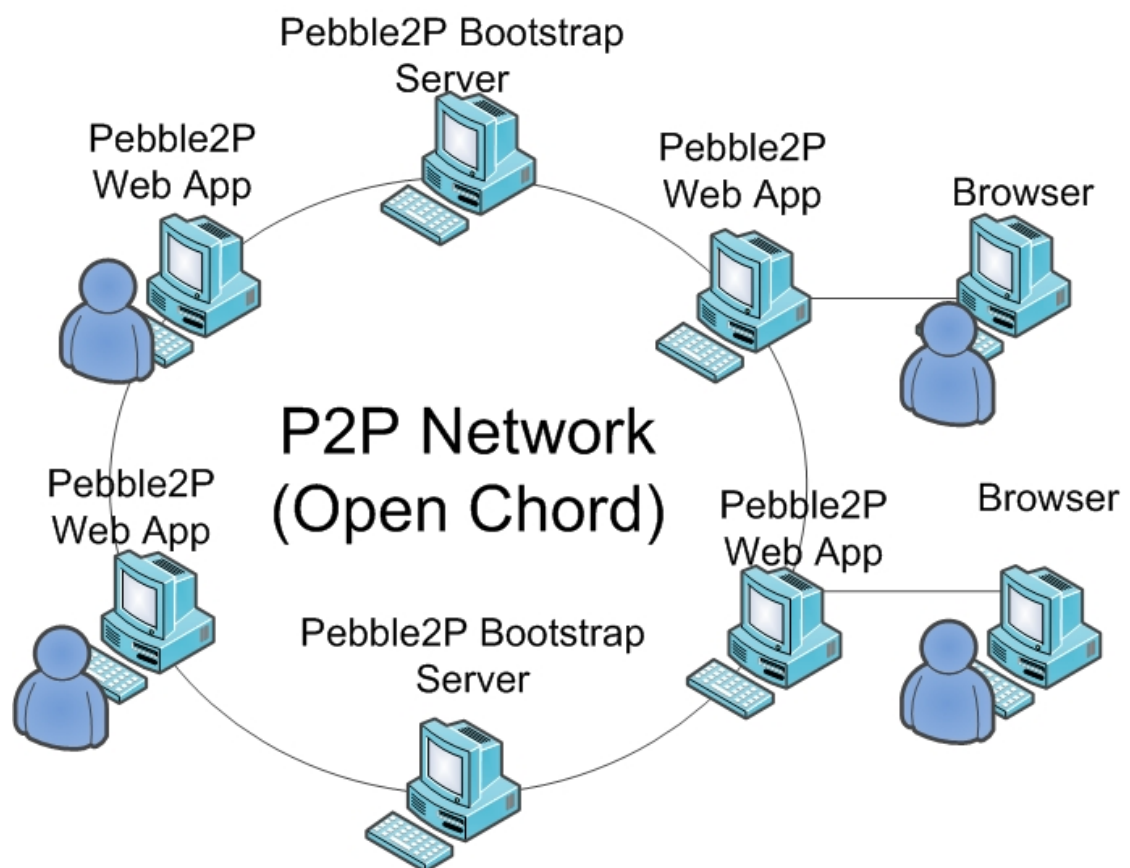 Pebble2P Bootstrap
Server
Pebble2P
Web App
Pebble2P
Web App
Browser
P2P Network
(Open Chord)
Pebble2P
Web App
Pebble2P
Web App
Browser
Pebble2P Bootstrap
Server